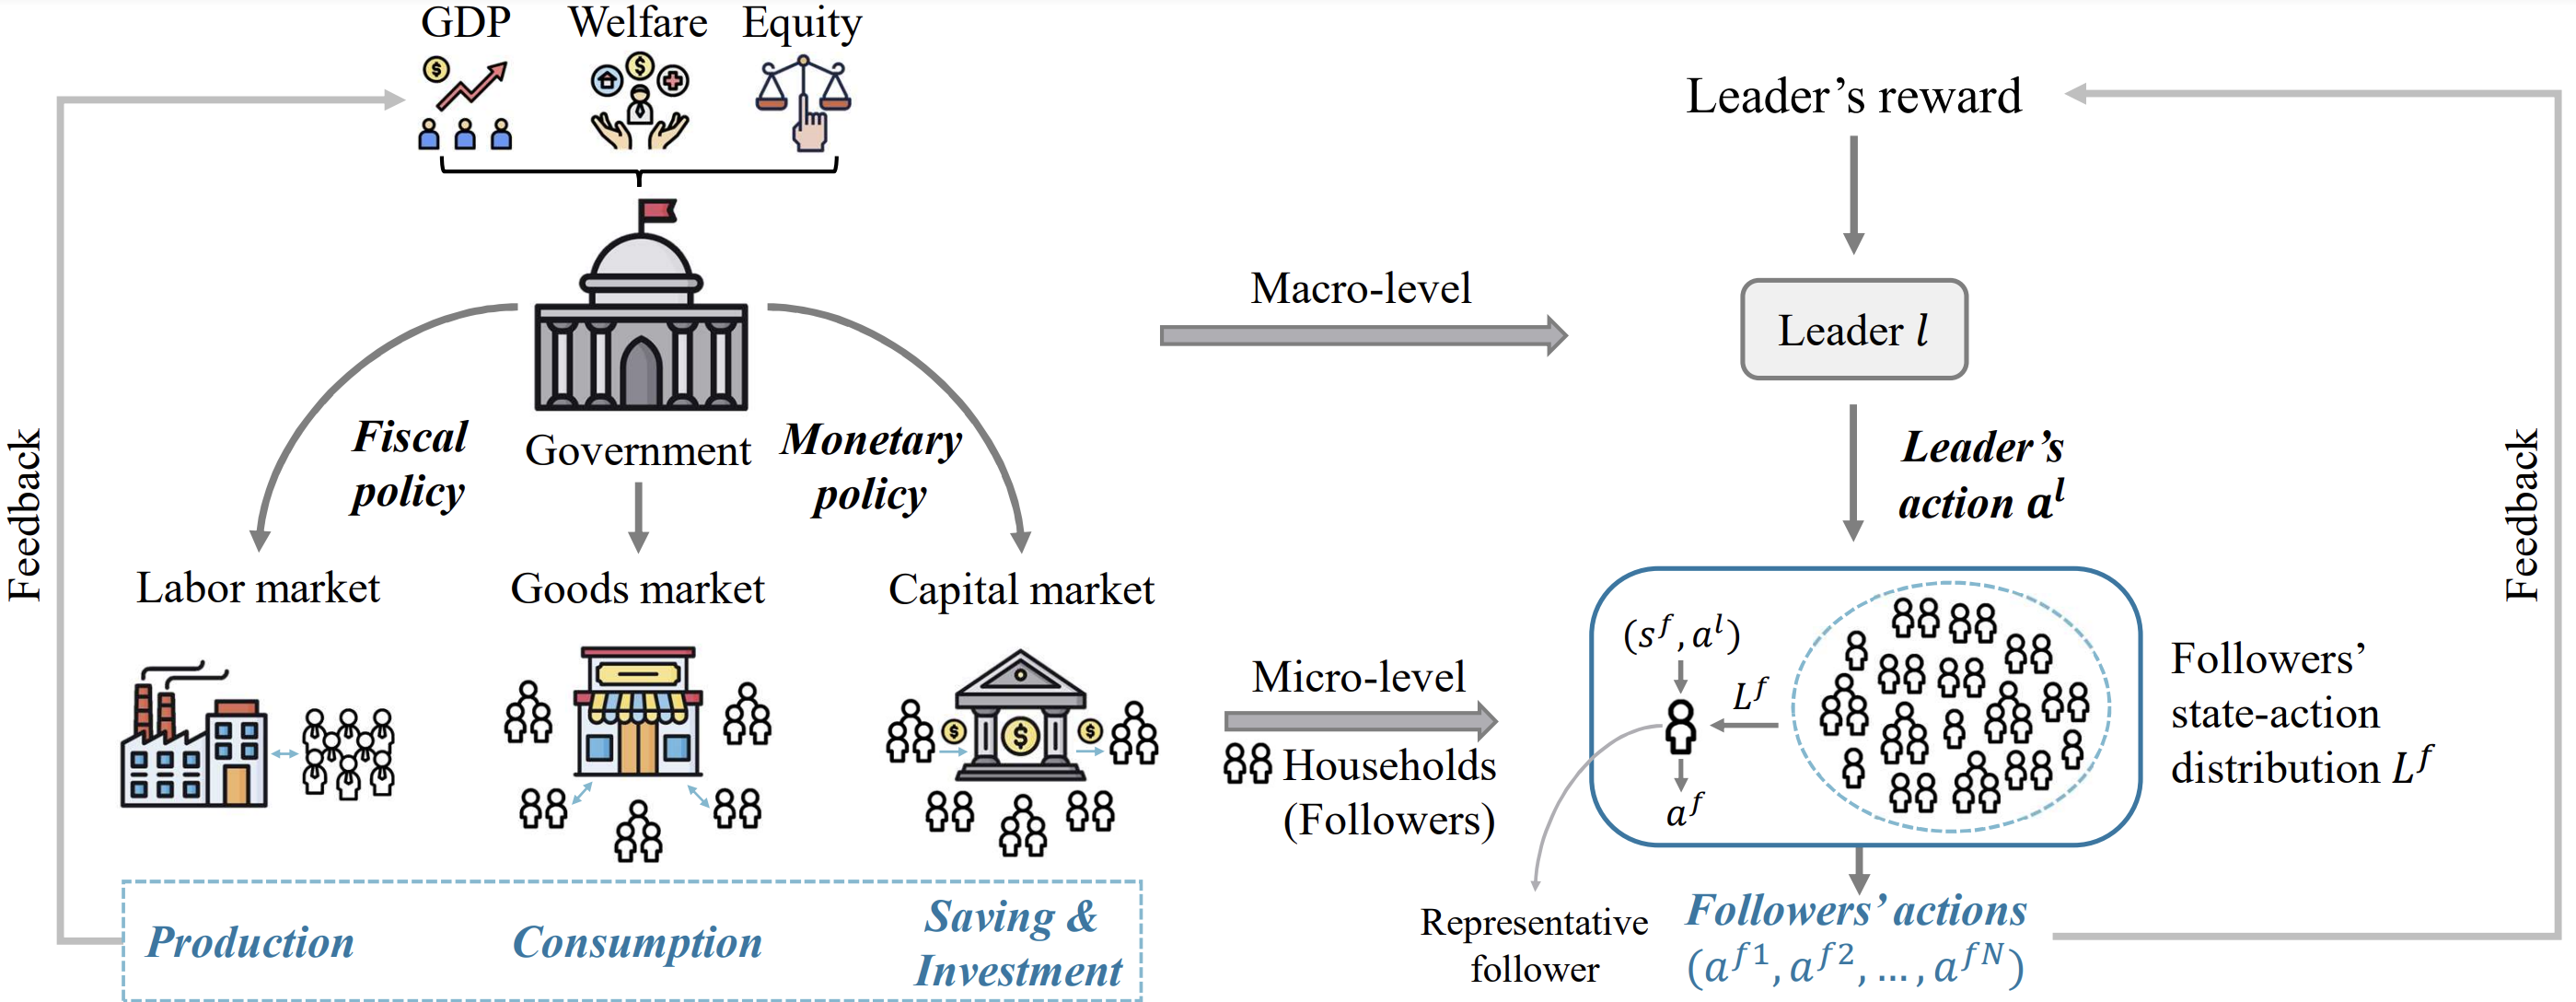 GDP
Welfare
Equity
Feedback
Fiscal
policy
Government
Monetary
policy
Labor market
Goods market
Capital market
Production
Consumption
Saving &
Investment
Macro-level
Micro-level
Households
(Followers)
Leader's reward
Leader l
Leader's
action a^l
(s^f, a^l)
L^f
a^f
Followers'
state-action
distribution L^f
Representative
follower
Followers' actions
(a^{f1}, a^{f2}, ..., a^{fN})
Feedback